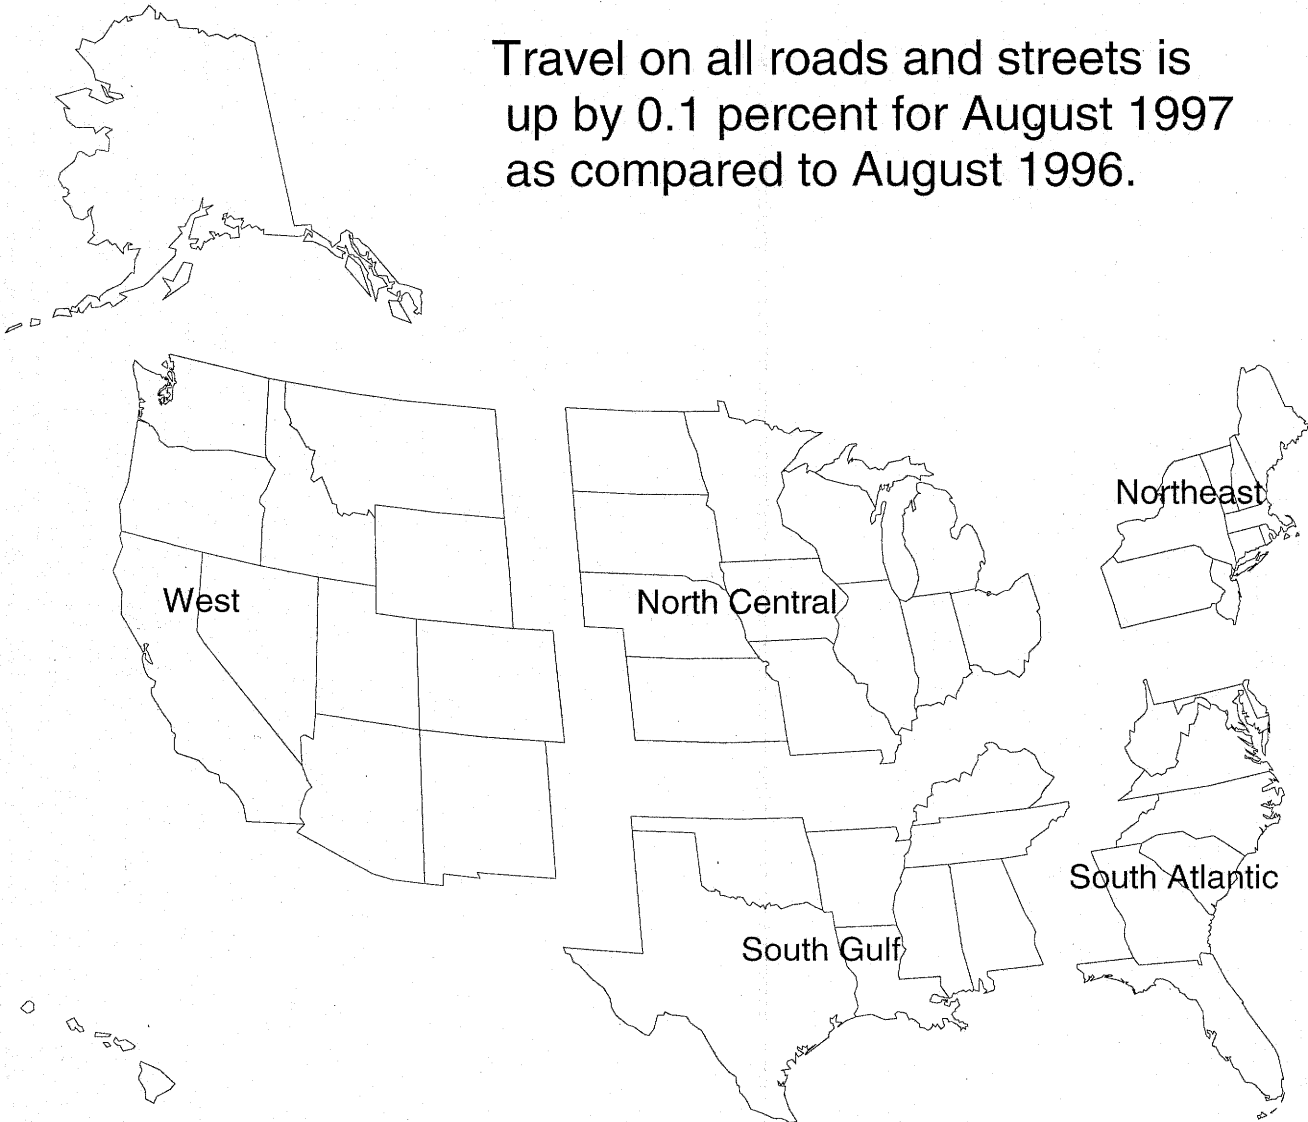 Travel on all roads and streets is
up by 0.1 percent for August 1997
as compared to August 1996.
Northeast
West
North Central
South Atlantic
South Gulf